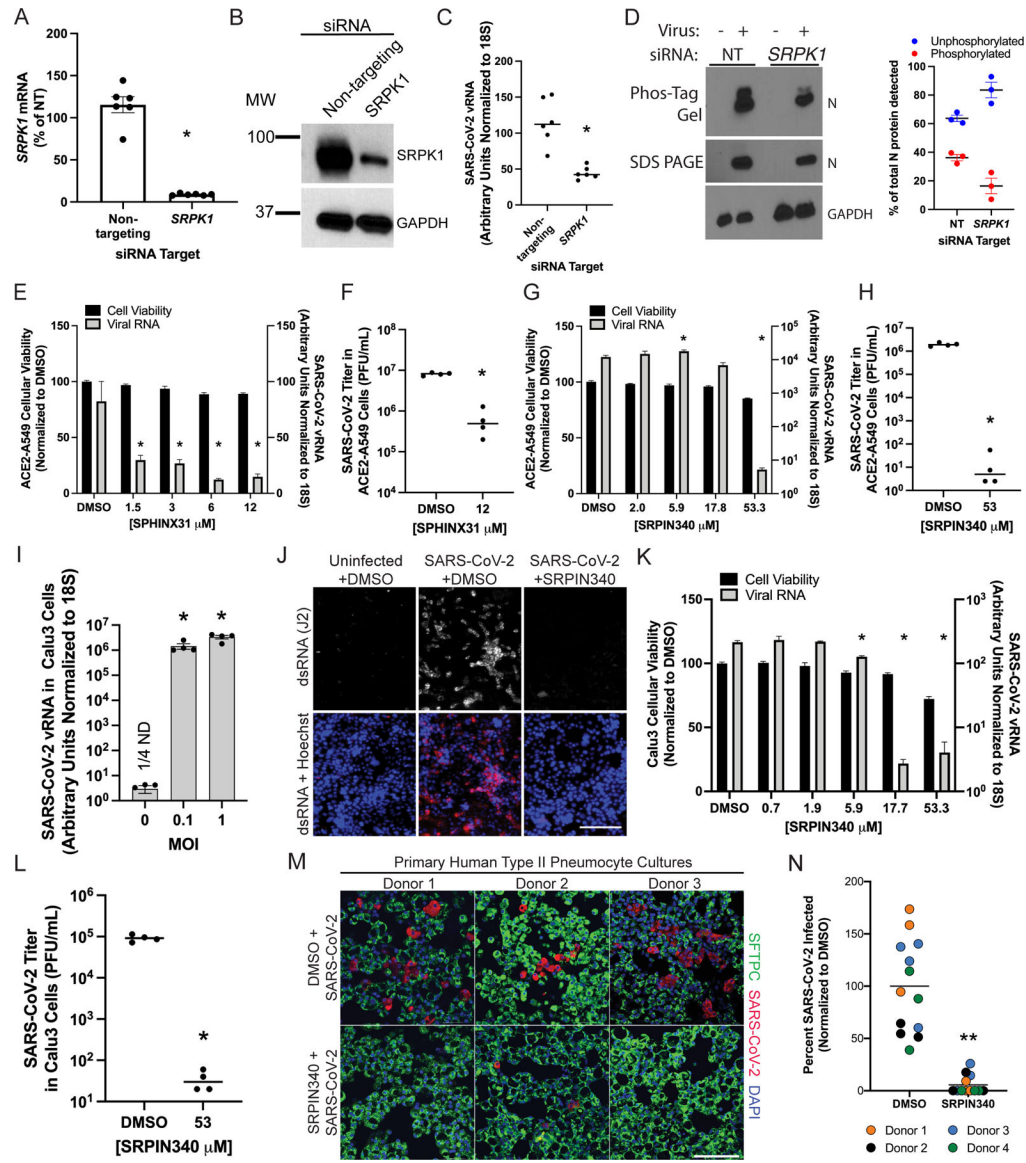 A
SRPK1 mRNA
(% of NT)
200
150
100
50
0
*
Non-
targeting
SRPK1
siRNA Target
B
siRNA
Non-targeting
SRPK1
MW
100
37
SRPK1
GAPDH
C
SARS-CoV-2 vRNA
(Arbitrary Units Normalized to 18S)
200
150
100
50
0
*
Non-
targeting
SRPK1
siRNA Target
D
Virus: - + - +
siRNA: NT SRPK1
Phos-Tag
Gel
N
SDS PAGE
N
GAPDH
Unphosphorylated
Phosphorylated
% of total N protein detected
100
80
60
40
20
0
NT SRPK1
siRNA Target
E
Cell Viability
Viral RNA
ACE2-A549 Cellular Viability
(Normalized to DMSO)
150
100
50
0
* * * *
150
100
50
0
SARS-CoV-2 vRNA
(Arbitrary Units Normalized to 18S)
DMSO 1.5 3 6 12
[SPHINX31 μM]
F
SARS-CoV-2 Titer in
ACE2-A549 Cells (PFU/mL)
10⁸
10⁷
10⁶
10⁵
10⁴
*
DMSO 12
[SPHINX31 μM]
G
Cell Viability
Viral RNA
ACE2-A549 Cellular Viability
(Normalized to DMSO)
150
100
50
0
* *
10⁵
10⁴
10³
10²
10¹
10⁰
SARS-CoV-2 vRNA
(Arbitrary Units Normalized to 18S)
DMSO 2.0 5.9 17.8 53.3
[SRPIN340 μM]
H
SARS-CoV-2 Titer in
ACE2-A549 Cells (PFU/mL)
10⁷
10⁶
10⁵
10⁴
10³
10²
10¹
10⁰
*
DMSO 53
[SRPIN340 μM]
I
SARS-CoV-2 vRNA in Calu3 Cells
(Arbitrary Units Normalized to 18S)
10⁷
10⁶
10⁵
10⁴
10³
10²
10¹
10⁰
1/4 ND
* *
0 0.1 1
MOI
J
Uninfected
+DMSO
SARS-CoV-2
+DMSO
SARS-CoV-2
+SRPIN340
dsRNA (J2)
dsRNA + Hoechst
K
Cell Viability
Viral RNA
Calu3 Cellular Viability
(Normalized to DMSO)
150
100
50
0
* * *
10³
10²
10¹
10⁰
SARS-CoV-2 vRNA
(Arbitrary Units Normalized to 18S)
DMSO 0.7 1.9 5.9 17.7 53.3
[SRPIN340 μM]
L
SARS-CoV-2 Titer
in Calu3 Cells (PFU/mL)
10⁶
10⁵
10⁴
10³
10²
10¹
*
DMSO 53
[SRPIN340 μM]
M
Primary Human Type II Pneumocyte Cultures
Donor 1 Donor 2 Donor 3
DMSO +
SARS-CoV-2
SRPIN340 +
SARS-CoV-2
SFTPC SARS-CoV-2 DAPI
N
Percent SARS-CoV-2 Infected
(Normalized to DMSO)
200
150
100
50
0
**
DMSO SRPIN340
Donor 1 Donor 3
Donor 2 Donor 4